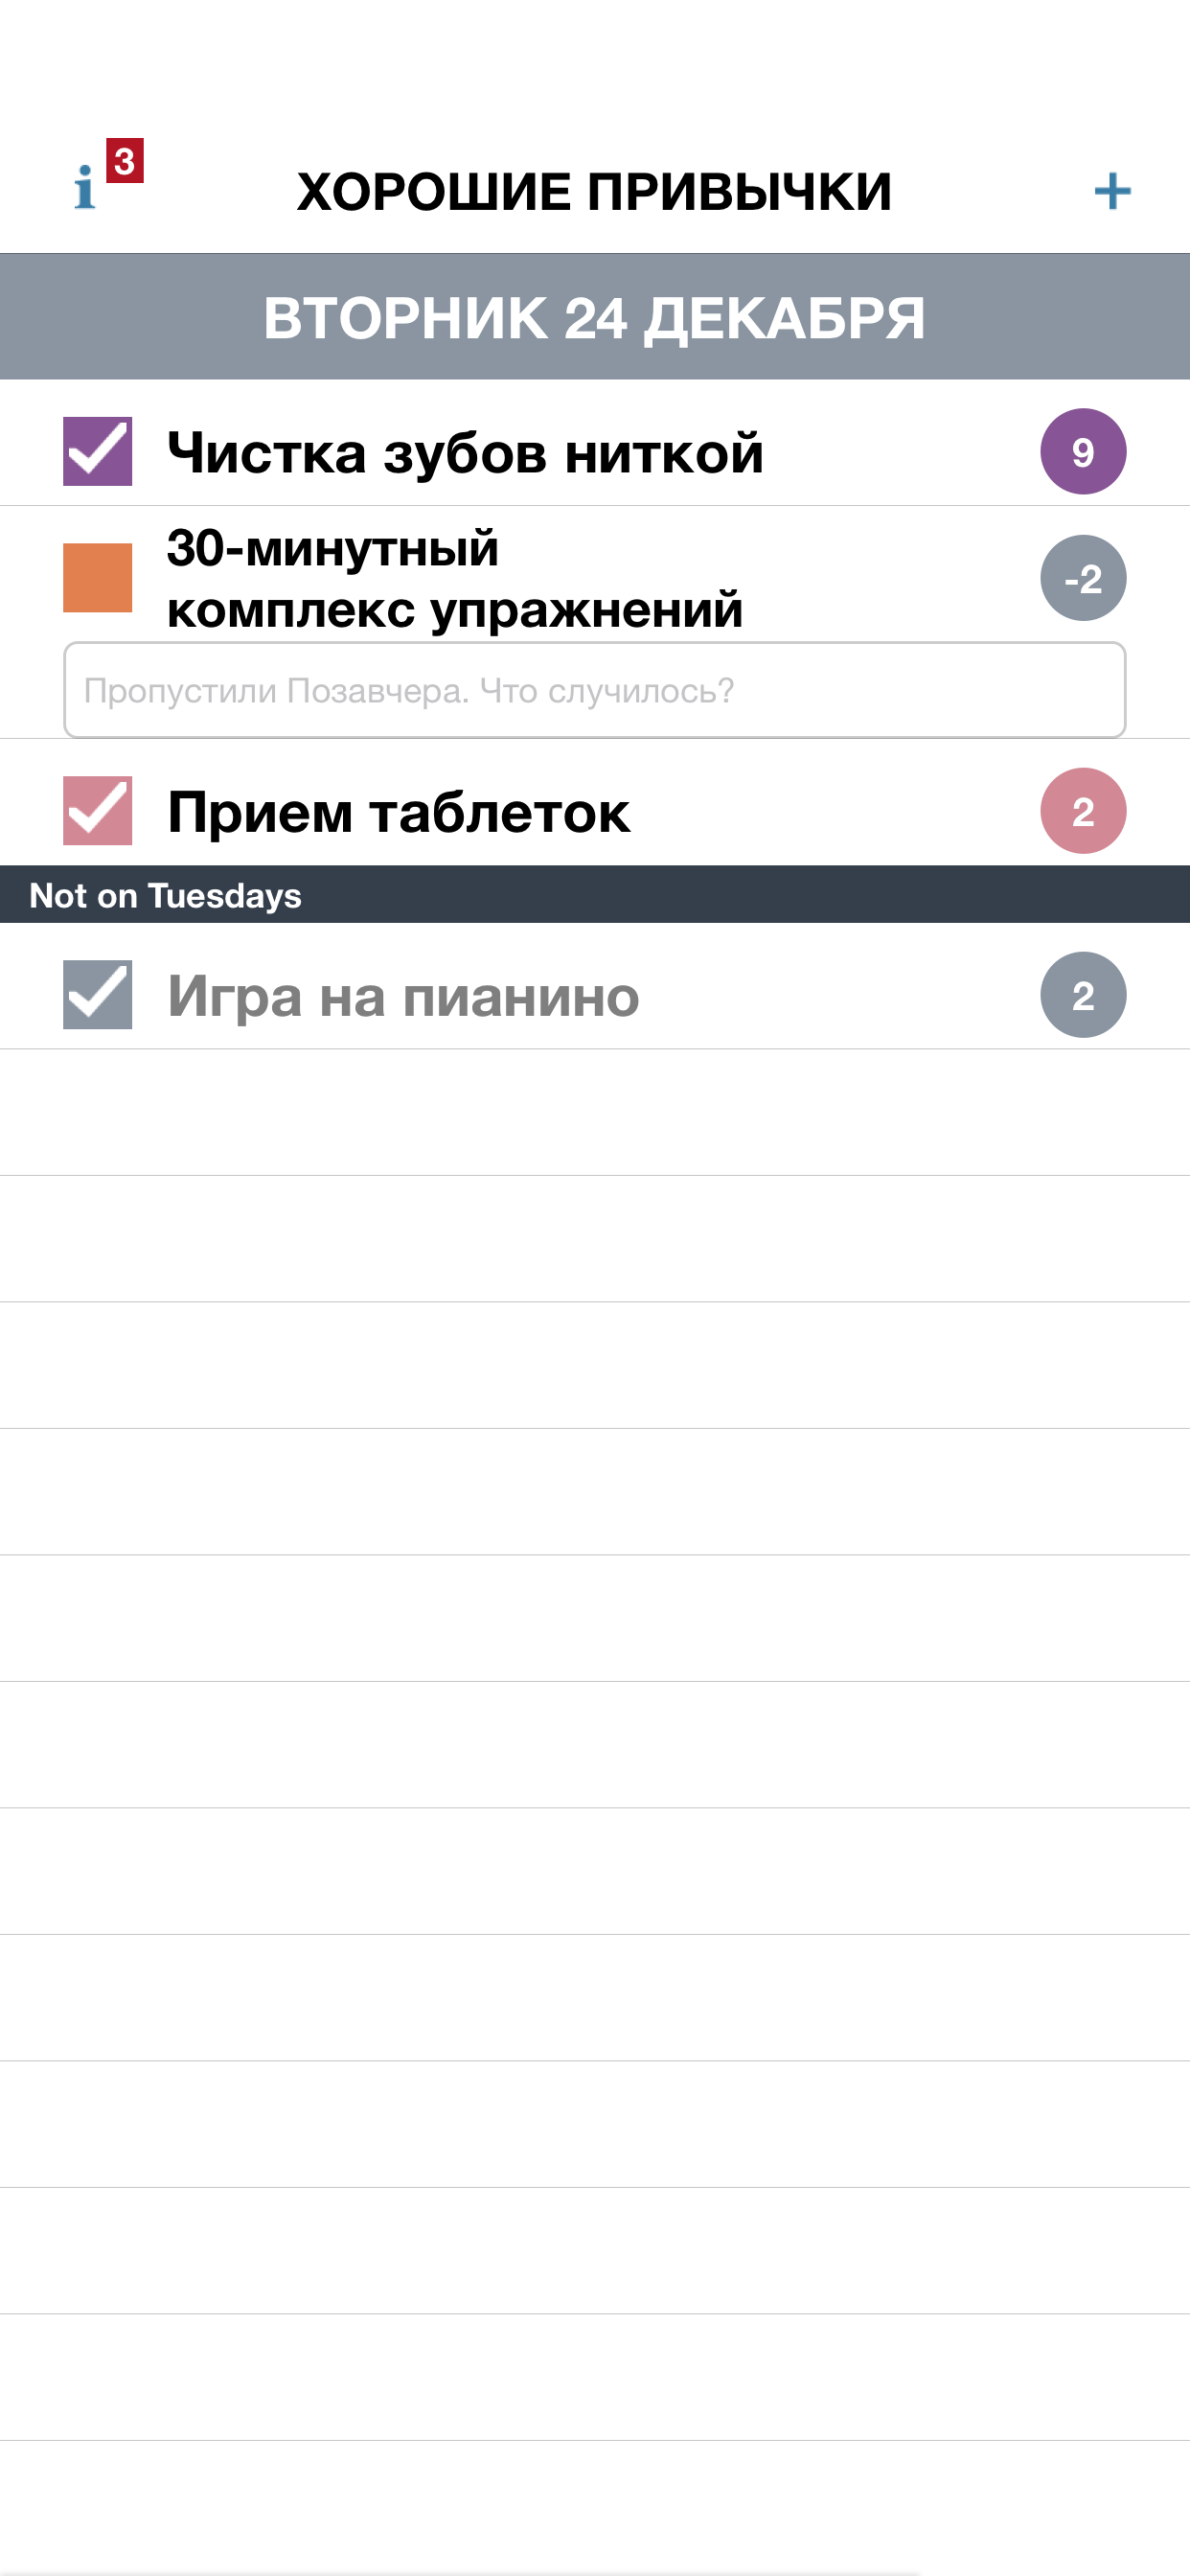 i 3
ХОРОШИЕ ПРИВЫЧКИ
+
ВТОРНИК 24 ДЕКАБРЯ
Чистка зубов ниткой 9
30-минутный
комплекс упражнений -2
Пропустили Позавчера. Что случилось?
Прием таблеток 2
Not on Tuesdays
Игра на пианино 2